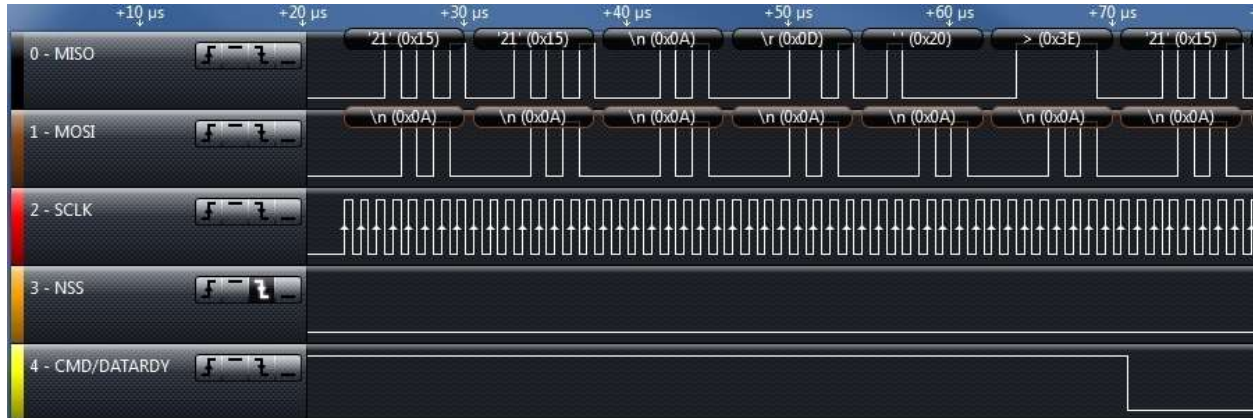 +10 µs +20 µs +30 µs +40 µs +50 µs +60 µs +70 µs
0 - MISO '21' (0x15) '21' (0x15) \n (0x0A) \r (0x0D) ' ' (0x20) > (0x3E) '21' (0x15)
1 - MOSI \n (0x0A) \n (0x0A) \n (0x0A) \n (0x0A) \n (0x0A) \n (0x0A) \n (0x0A)
2 - SCLK
3 - NSS
4 - CMD/DATARDY